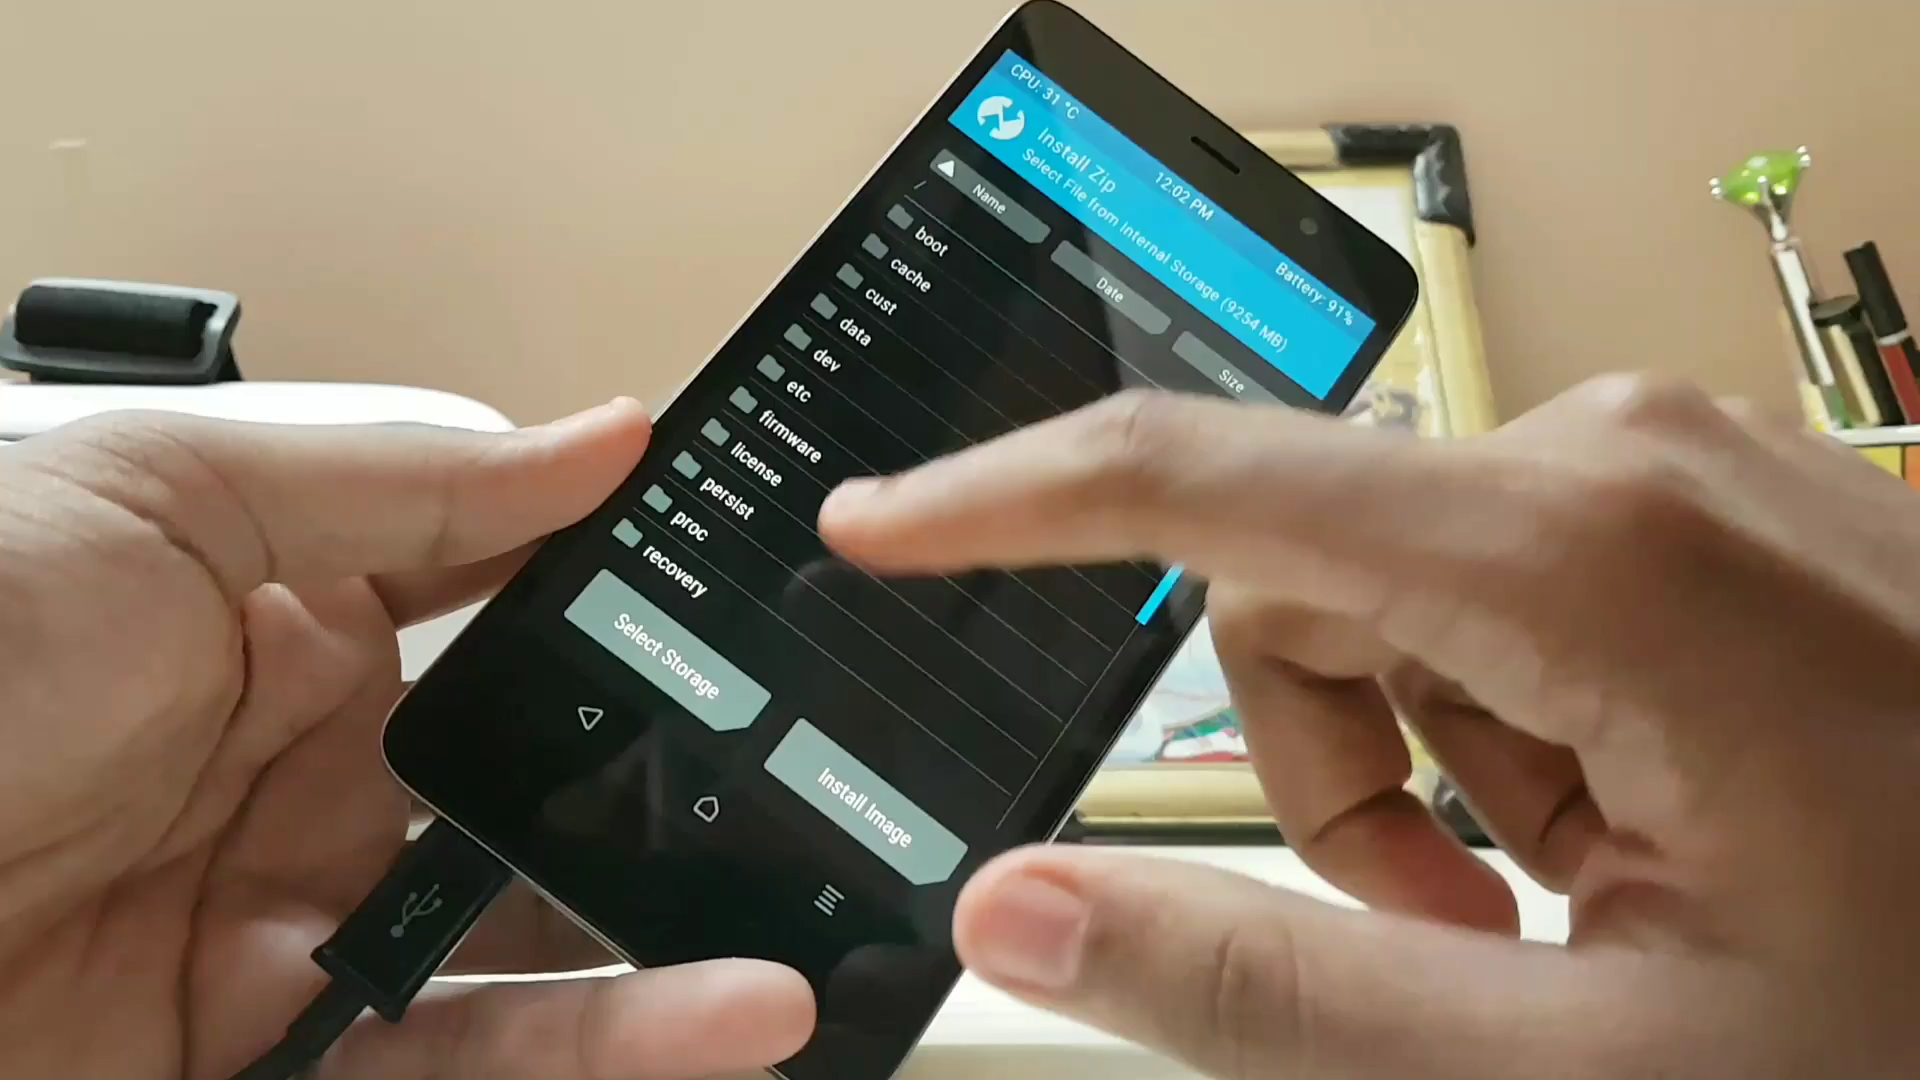 CPU: 31 °C
12:02 PM
Battery: 91%
Install Zip
Select File from Internal Storage (9254 MB)
Name
Date
Size
/
boot
cache
cust
data
dev
etc
firmware
license
persist
proc
recovery
Select Storage
Install Image